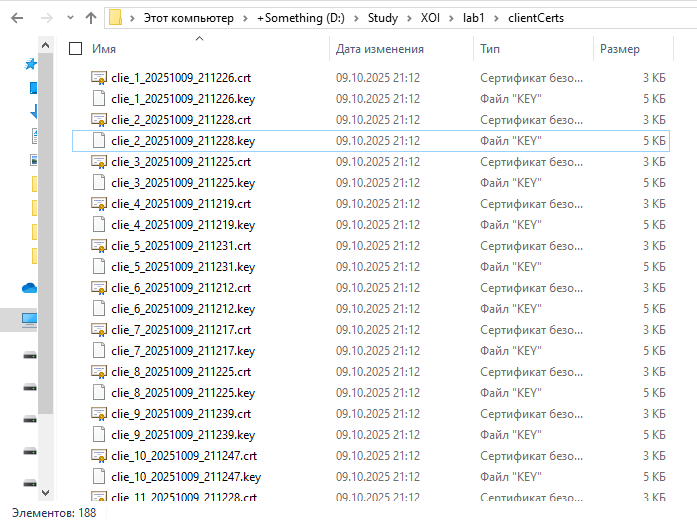 Этот компьютер > +Something (D:) > Study > XOI > lab1 > clientCerts
Имя Дата изменения Тип Размер
clie_1_20251009_211226.crt 09.10.2025 21:12 Сертификат безо... 3 КБ
clie_1_20251009_211226.key 09.10.2025 21:12 Файл "KEY" 5 КБ
clie_2_20251009_211228.crt 09.10.2025 21:12 Сертификат безо... 3 КБ
clie_2_20251009_211228.key 09.10.2025 21:12 Файл "KEY" 5 КБ
clie_3_20251009_211225.crt 09.10.2025 21:12 Сертификат безо... 3 КБ
clie_3_20251009_211225.key 09.10.2025 21:12 Файл "KEY" 5 КБ
clie_4_20251009_211219.crt 09.10.2025 21:12 Сертификат безо... 3 КБ
clie_4_20251009_211219.key 09.10.2025 21:12 Файл "KEY" 5 КБ
clie_5_20251009_211231.crt 09.10.2025 21:12 Сертификат безо... 3 КБ
clie_5_20251009_211231.key 09.10.2025 21:12 Файл "KEY" 5 КБ
clie_6_20251009_211212.crt 09.10.2025 21:12 Сертификат безо... 3 КБ
clie_6_20251009_211212.key 09.10.2025 21:12 Файл "KEY" 5 КБ
clie_7_20251009_211217.crt 09.10.2025 21:12 Сертификат безо... 3 КБ
clie_7_20251009_211217.key 09.10.2025 21:12 Файл "KEY" 5 КБ
clie_8_20251009_211225.crt 09.10.2025 21:12 Сертификат безо... 3 КБ
clie_8_20251009_211225.key 09.10.2025 21:12 Файл "KEY" 5 КБ
clie_9_20251009_211239.crt 09.10.2025 21:12 Сертификат безо... 3 КБ
clie_9_20251009_211239.key 09.10.2025 21:12 Файл "KEY" 5 КБ
clie_10_20251009_211247.crt 09.10.2025 21:12 Сертификат безо... 3 КБ
clie_10_20251009_211247.key 09.10.2025 21:12 Файл "KEY" 5 КБ
clie_11_20251009_211228.crt 09.10.2025 21:12 Сертификат безо... 3 КБ
Элементов: 188